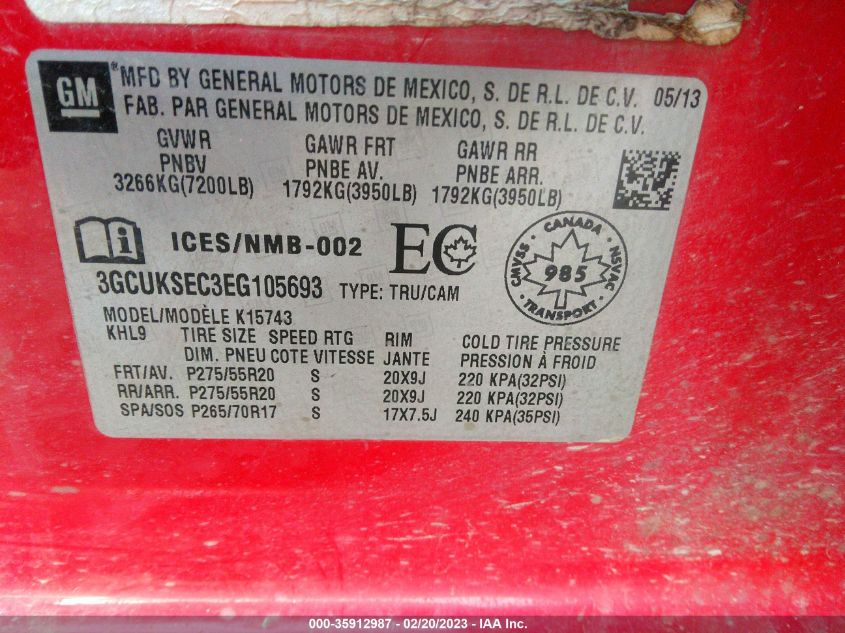 GM
® MFD BY GENERAL MOTORS DE MEXICO, S. DE R.L. DE C.V. 05/13
FAB. PAR GENERAL MOTORS DE MEXICO, S. DE R.L. DE C.V.
GVWR GAWR FRT GAWR RR
PNBV PNBE AV. PNBE ARR.
3266KG(7200LB) 1792KG(3950LB) 1792KG(3950LB)
i ICES/NMB-002 EC
CANADA
CMVSS 985 NSVAC
TRANSPORT
3GCUKSEC3EG105693 TYPE: TRU/CAM
MODEL/MODÈLE K15743
KHL9 TIRE SIZE SPEED RTG RIM COLD TIRE PRESSURE
DIM. PNEU COTE VITESSE JANTE PRESSION À FROID
FRT/AV. P275/55R20 S 20X9J 220 KPA(32PSI)
RR/ARR. P275/55R20 S 20X9J 220 KPA(32PSI)
SPA/SOS P265/70R17 S 17X7.5J 240 KPA(35PSI)
000-35912987 - 02/20/2023 - IAA Inc.